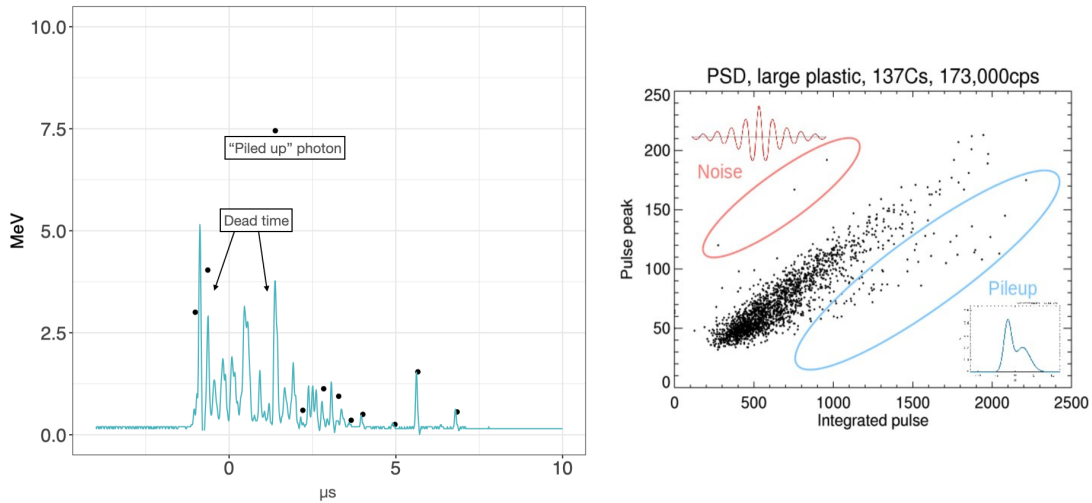 10.0
7.5
"Piled up" photon
Dead time
5.0
MeV
2.5
0.0
0
5
10
µs
PSD, large plastic, 137Cs, 173,000cps
250
200
Noise
150
Pulse peak
100
Pileup
50
0
0
500
1000
1500
2000
2500
Integrated pulse